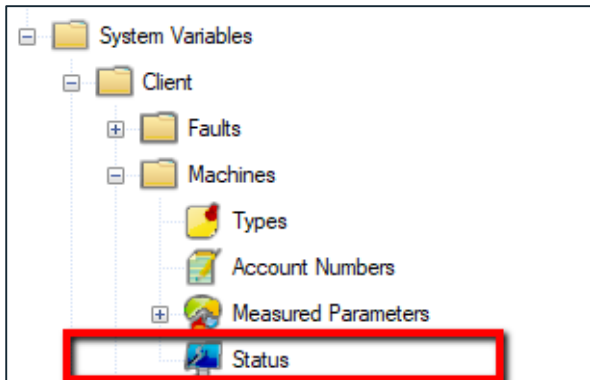 System Variables
Client
Faults
Machines
Types
Account Numbers
Measured Parameters
Status